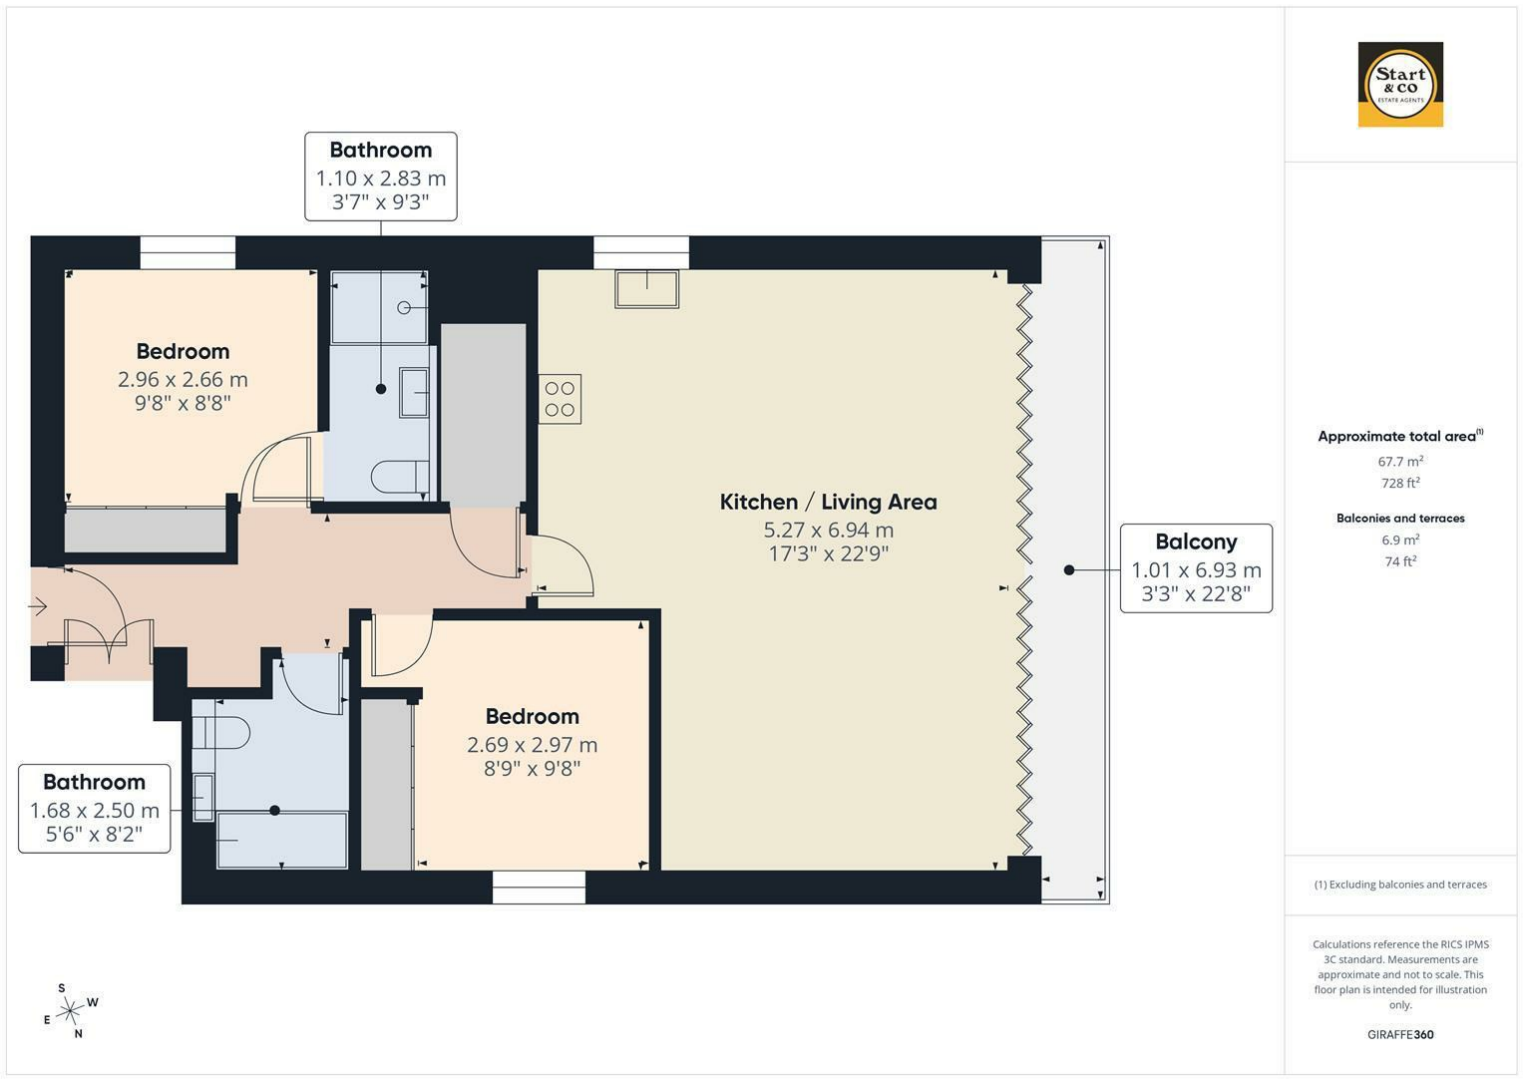 Bathroom
1.10 x 2.83 m
3'7" x 9'3"
Bedroom
2.96 x 2.66 m
9'8" x 8'8"
Kitchen / Living Area
5.27 x 6.94 m
17'3" x 22'9"
Balcony
1.01 x 6.93 m
3'3" x 22'8"
Bedroom
2.69 x 2.97 m
8'9" x 9'8"
Bathroom
1.68 x 2.50 m
5'6" x 8'2"
S
W
E
N
Start
& CO
ESTATE AGENTS
Approximate total area(1)
67.7 m²
728 ft²
Balconies and terraces
6.9 m²
74 ft²
(1) Excluding balconies and terraces
Calculations reference the RICS IPMS
3C standard. Measurements are
approximate and not to scale. This
floor plan is intended for illustration
only.
GIRAFFE360